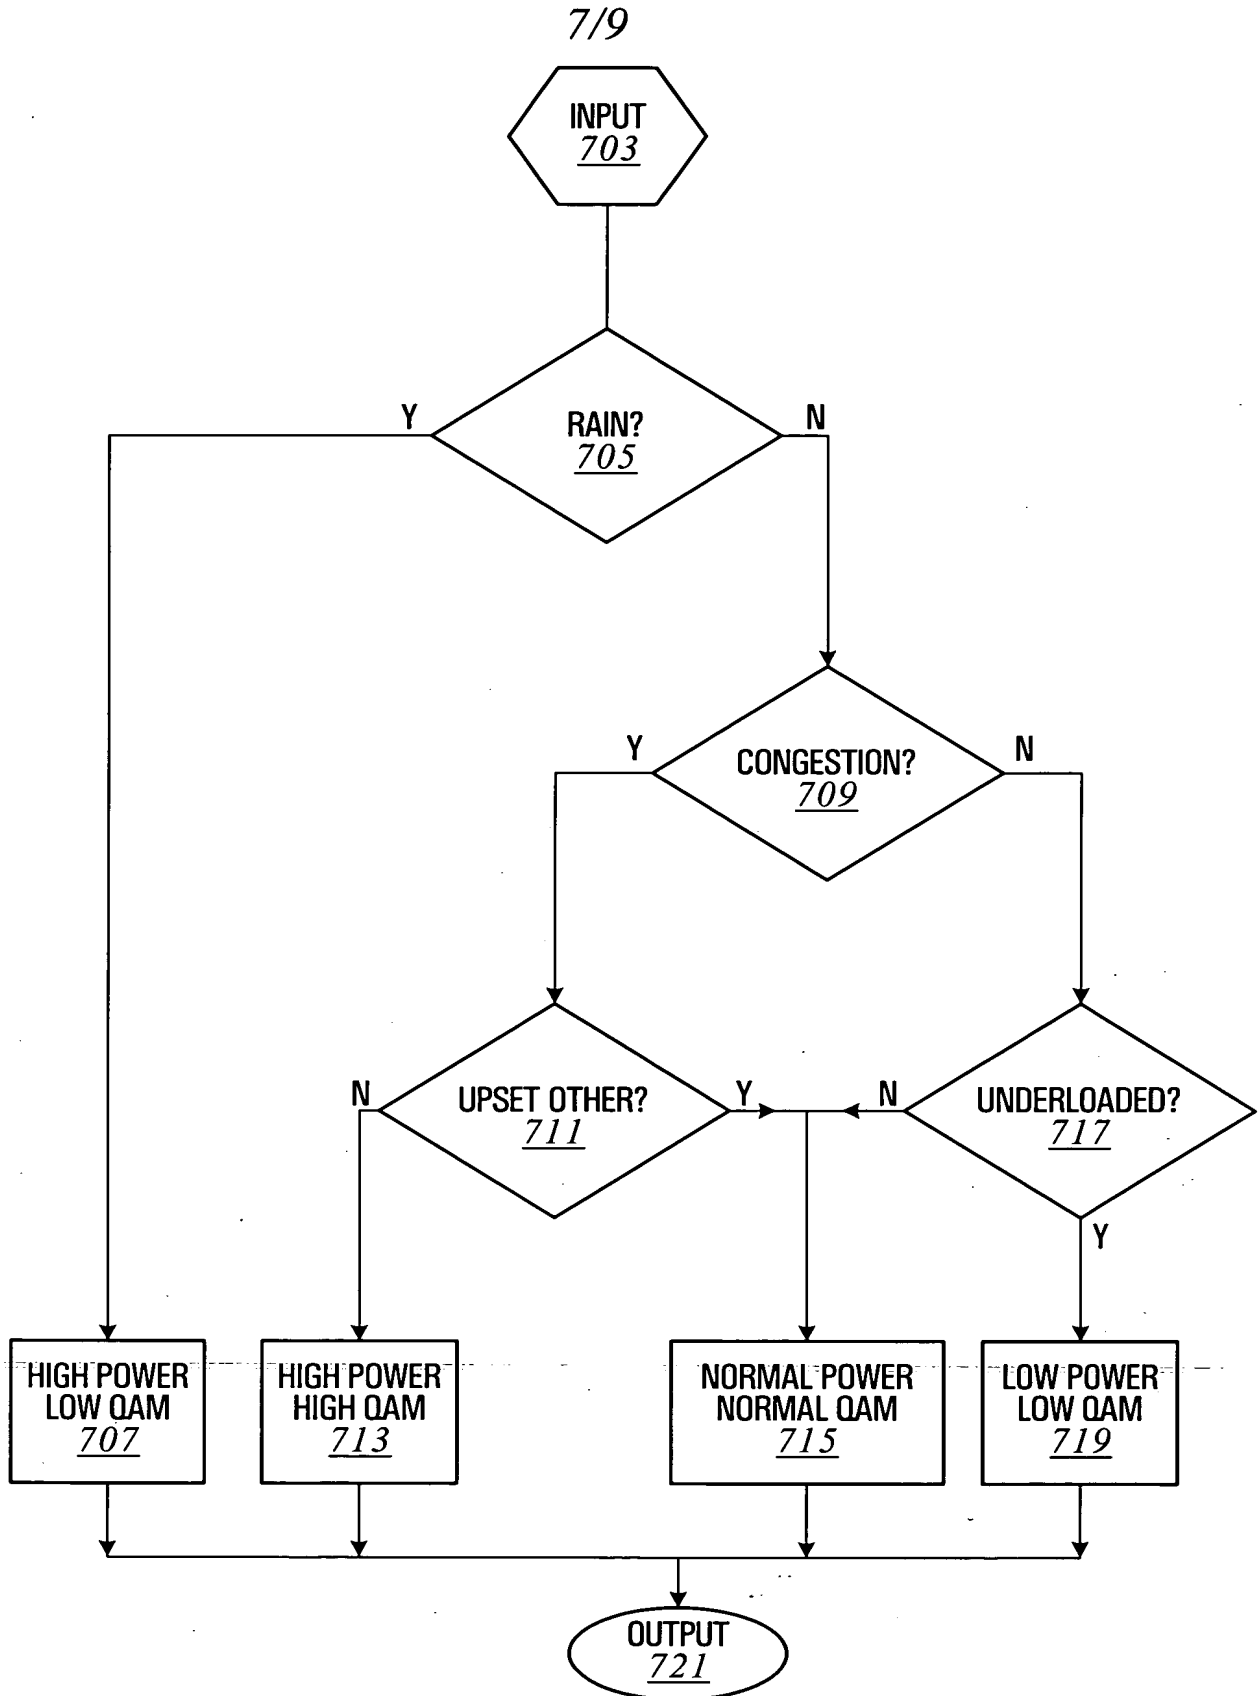 7/9
INPUT
703
Y
RAIN?
N
705
Y
CONGESTION?
N
709
N
UPSET OTHER?
Y
N
UNDERLOADED?
711
717
Y
HIGH POWER
LOW QAM
707
HIGH POWER
HIGH QAM
713
NORMAL POWER
NORMAL QAM
715
LOW POWER
LOW QAM
719
OUTPUT
721